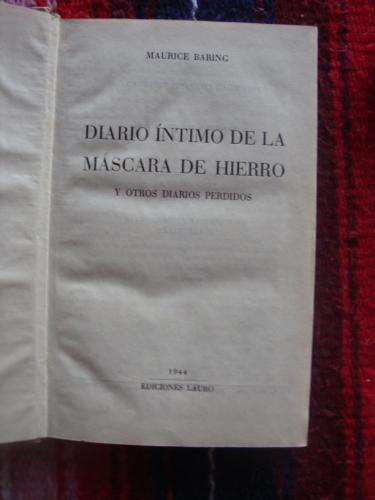 MAURICE BARING
DIARIO ÍNTIMO DE LA
MÁSCARA DE HIERRO
Y OTROS DIARIOS PERDIDOS
1944
EDICIONES LAURO